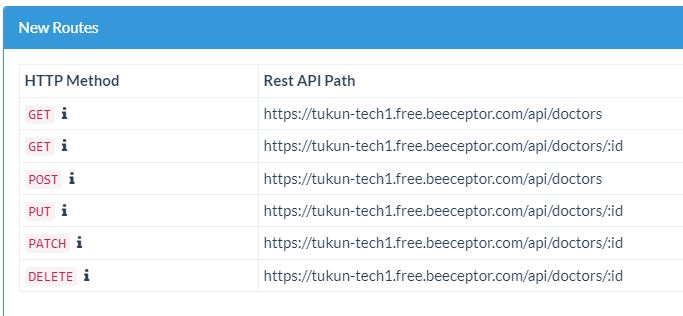 New Routes
HTTP Method Rest API Path
GET i https://tukun-tech1.free.beeceptor.com/api/doctors
GET i https://tukun-tech1.free.beeceptor.com/api/doctors/:id
POST i https://tukun-tech1.free.beeceptor.com/api/doctors
PUT i https://tukun-tech1.free.beeceptor.com/api/doctors/:id
PATCH i https://tukun-tech1.free.beeceptor.com/api/doctors/:id
DELETE i https://tukun-tech1.free.beeceptor.com/api/doctors/:id